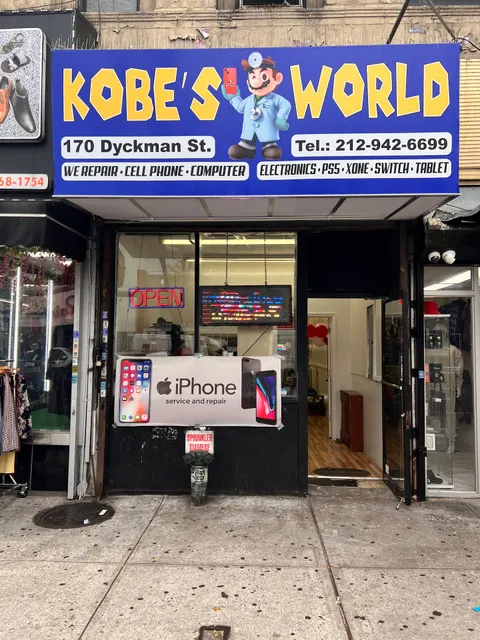 KOBE'S WORLD
170 Dyckman St.
Tel.: 212-942-6699
WE REPAIR • CELL PHONE • COMPUTER
ELECTRONICS • PS5 • XONE • SWITCH • TABLET
68-1754
OPEN
iPhone
service and repair
SPRINKLER
SIAMESE